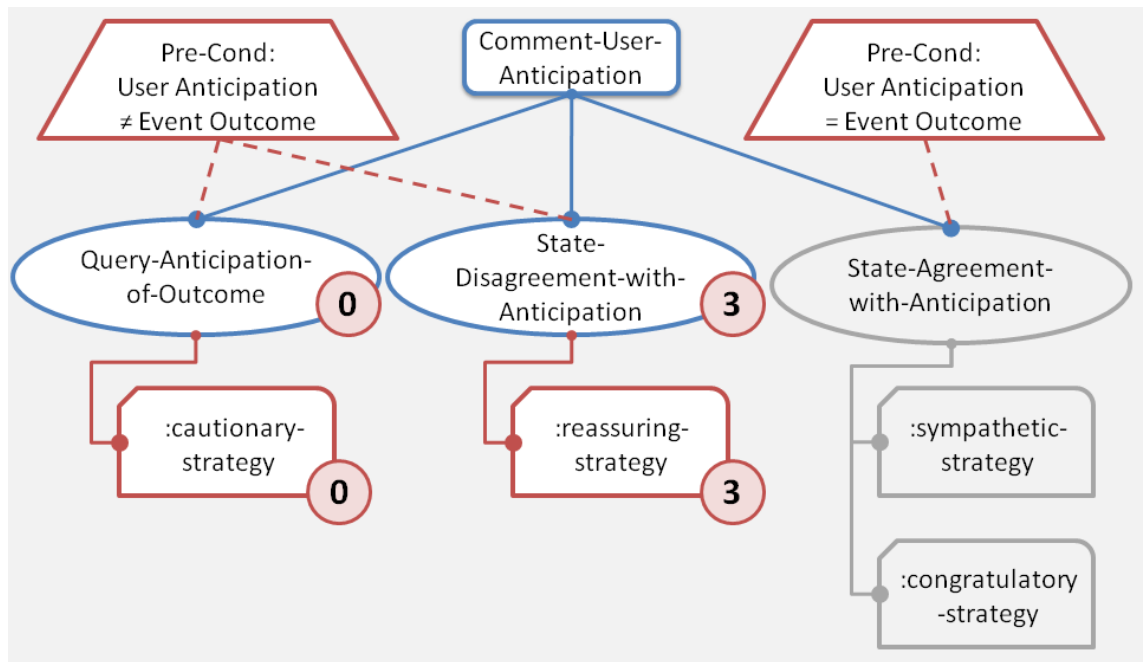 Pre-Cond:
User Anticipation
≠ Event Outcome
Comment-User-
Anticipation
Pre-Cond:
User Anticipation
= Event Outcome
Query-Anticipation-
of-Outcome
0
State-
Disagreement-with-
Anticipation
3
State-Agreement-
with-Anticipation
:cautionary-
strategy
0
:reassuring-
strategy
3
:sympathetic-
strategy
:congratulatory
-strategy